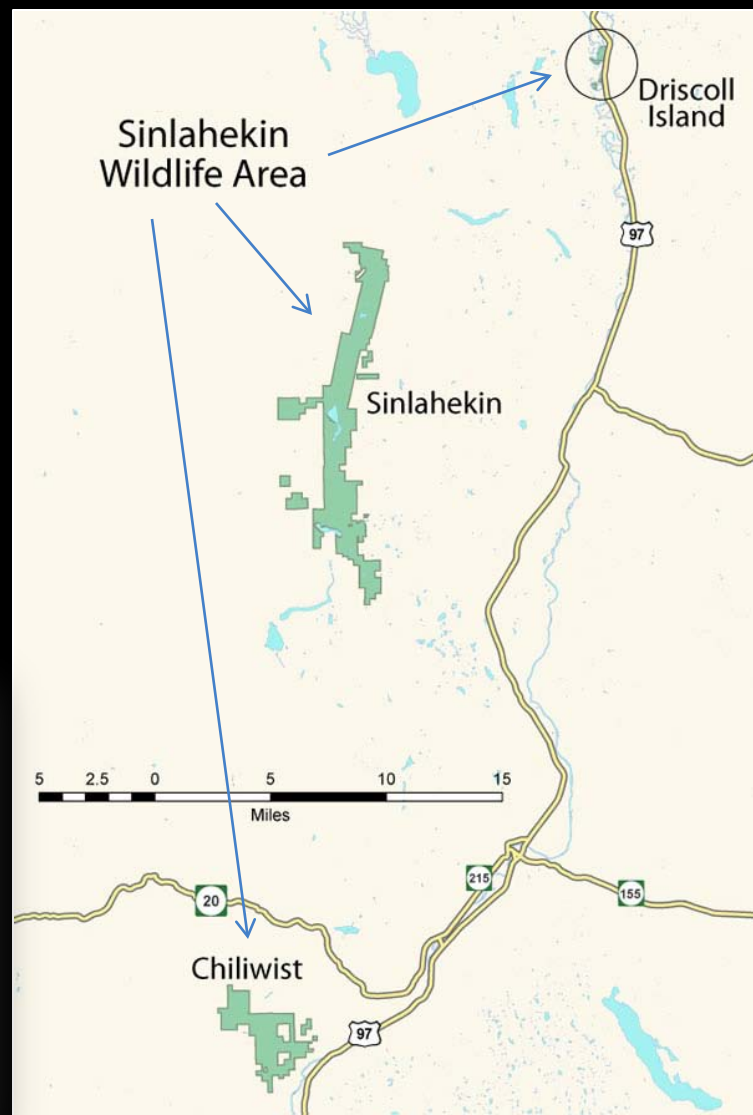 Driscoll
Island
Sinlahekin
Wildlife Area
97
Sinlahekin
5 2.5 0 5 10 15
Miles
215
155
20
Chiliwist
97